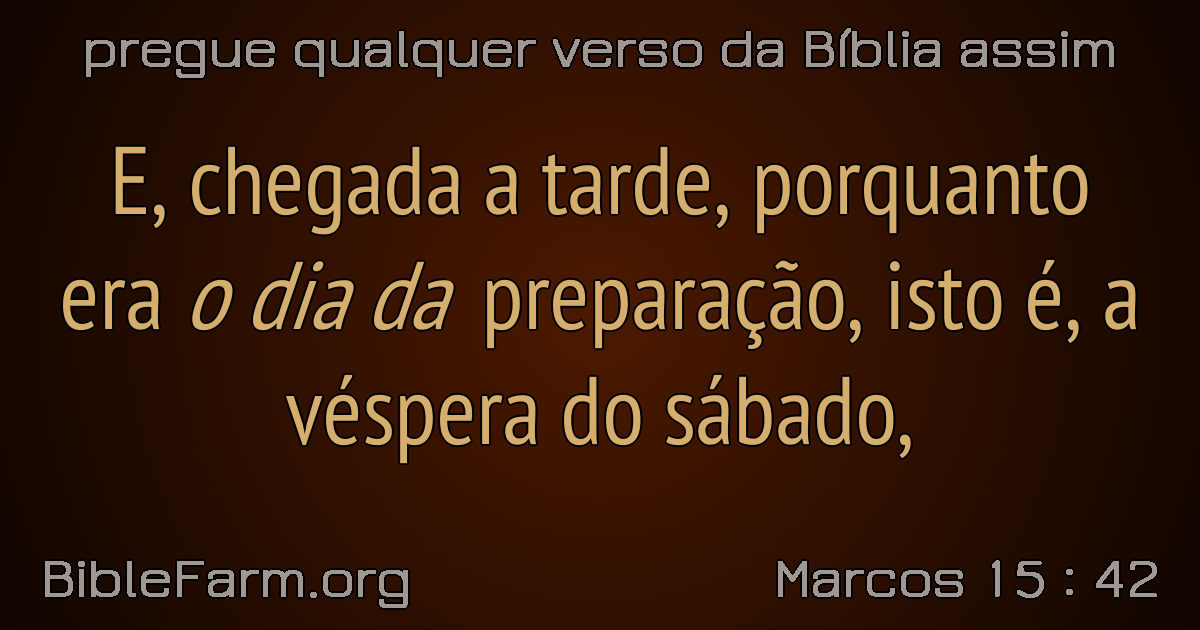 pregue qualquer verso da Bíblia assim
E, chegada a tarde, porquanto
era o dia da preparação, isto é, a
véspera do sábado,
BibleFarm.org
Marcos 15 : 42